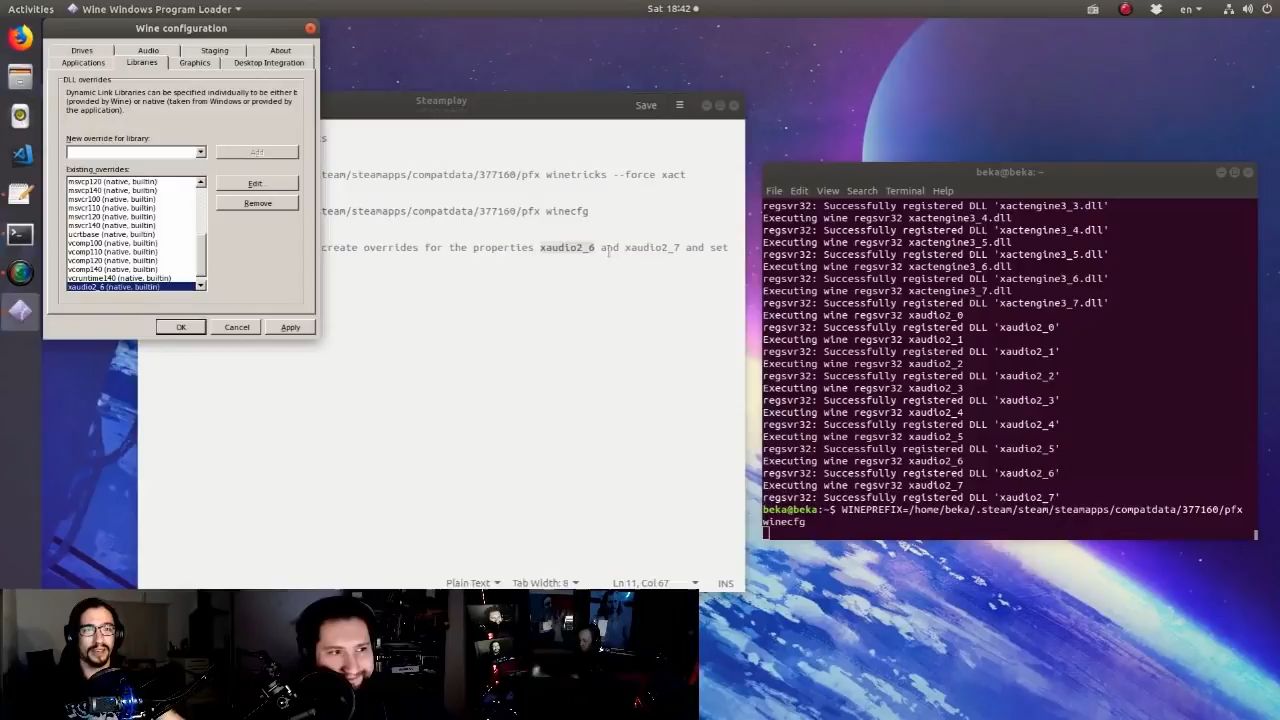 Activities
Wine Windows Program Loader
Sat 18:42
en
Wine configuration
Drives
Audio
Staging
About
Applications
Libraries
Graphics
Desktop Integration
DLL overrides
Dynamic Link Libraries can be specified individually to be either b
(provided by Wine) or native (taken from Windows or provided by
the application).
New override for library:
Add
Existing overrides:
msvcp120 (native, builtin)
msvcp140 (native, builtin)
msvcr100 (native, builtin)
msvcr110 (native, builtin)
msvcr120 (native, builtin)
msvcr140 (native, builtin)
ucrtbase (native, builtin)
vcomp100 (native, builtin)
vcomp110 (native, builtin)
vcomp120 (native, builtin)
vcomp140 (native, builtin)
vcruntime140 (native, builtin)
xaudio2_6 (native, builtin)
Edit...
Remove
OK
Cancel
Apply
Steamplay
Save
s
team/steamapps/compatdata/377160/pfx winetricks --force xact
team/steamapps/compatdata/377160/pfx winecfg
create overrides for the properties xaudio2_6 and xaudio2_7 and set
Plain Text
Tab Width: 8
Ln 11, Col 67
INS
beka@beka: ~
File Edit View Search Terminal Help
regsvr32: Successfully registered DLL 'xactengine3_3.dll'
Executing wine regsvr32 xactengine3_4.dll
regsvr32: Successfully registered DLL 'xactengine3_4.dll'
Executing wine regsvr32 xactengine3_5.dll
regsvr32: Successfully registered DLL 'xactengine3_5.dll'
Executing wine regsvr32 xactengine3_6.dll
regsvr32: Successfully registered DLL 'xactengine3_6.dll'
Executing wine regsvr32 xactengine3_7.dll
regsvr32: Successfully registered DLL 'xactengine3_7.dll'
Executing wine regsvr32 xaudio2_0
regsvr32: Successfully registered DLL 'xaudio2_0'
Executing wine regsvr32 xaudio2_1
regsvr32: Successfully registered DLL 'xaudio2_1'
Executing wine regsvr32 xaudio2_2
regsvr32: Successfully registered DLL 'xaudio2_2'
Executing wine regsvr32 xaudio2_3
regsvr32: Successfully registered DLL 'xaudio2_3'
Executing wine regsvr32 xaudio2_4
regsvr32: Successfully registered DLL 'xaudio2_4'
Executing wine regsvr32 xaudio2_5
regsvr32: Successfully registered DLL 'xaudio2_5'
Executing wine regsvr32 xaudio2_6
regsvr32: Successfully registered DLL 'xaudio2_6'
Executing wine regsvr32 xaudio2_7
regsvr32: Successfully registered DLL 'xaudio2_7'
beka@beka:~$ WINEPREFIX=/home/beka/.steam/steam/steamapps/compatdata/377160/pfx
winecfg